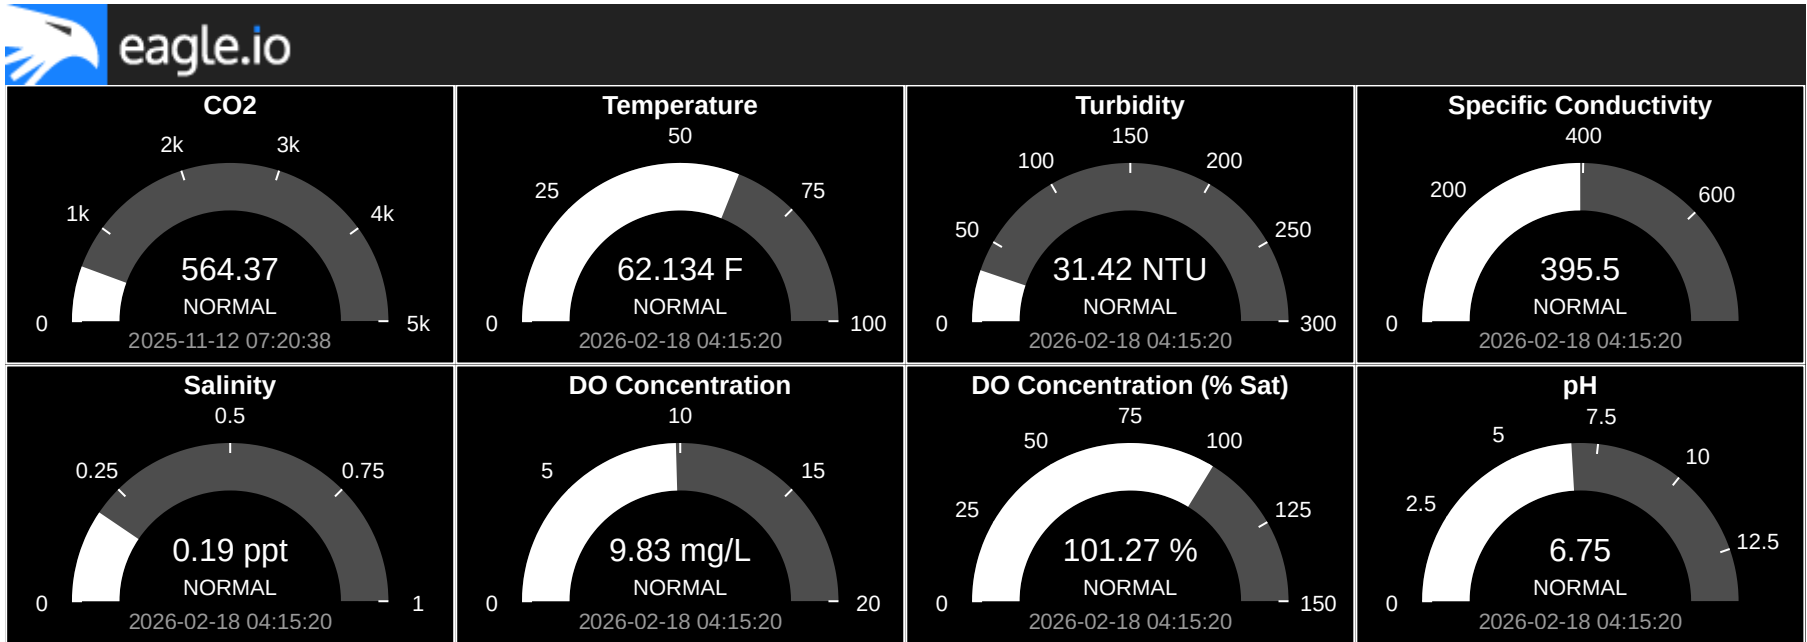 eagle.io
CO2
0
1k
2k
3k
4k
5k
564.37
NORMAL
2025-11-12 07:20:38
Temperature
0
25
50
75
100
62.134 F
NORMAL
2026-02-18 04:15:20
Turbidity
0
50
100
150
200
250
300
31.42 NTU
NORMAL
2026-02-18 04:15:20
Specific Conductivity
0
200
400
600
395.5
NORMAL
2026-02-18 04:15:20
Salinity
0
0.25
0.5
0.75
1
0.19 ppt
NORMAL
2026-02-18 04:15:20
DO Concentration
0
5
10
15
20
9.83 mg/L
NORMAL
2026-02-18 04:15:20
DO Concentration (% Sat)
0
25
50
75
100
125
150
101.27 %
NORMAL
2026-02-18 04:15:20
pH
0
2.5
5
7.5
10
12.5
6.75
NORMAL
2026-02-18 04:15:20